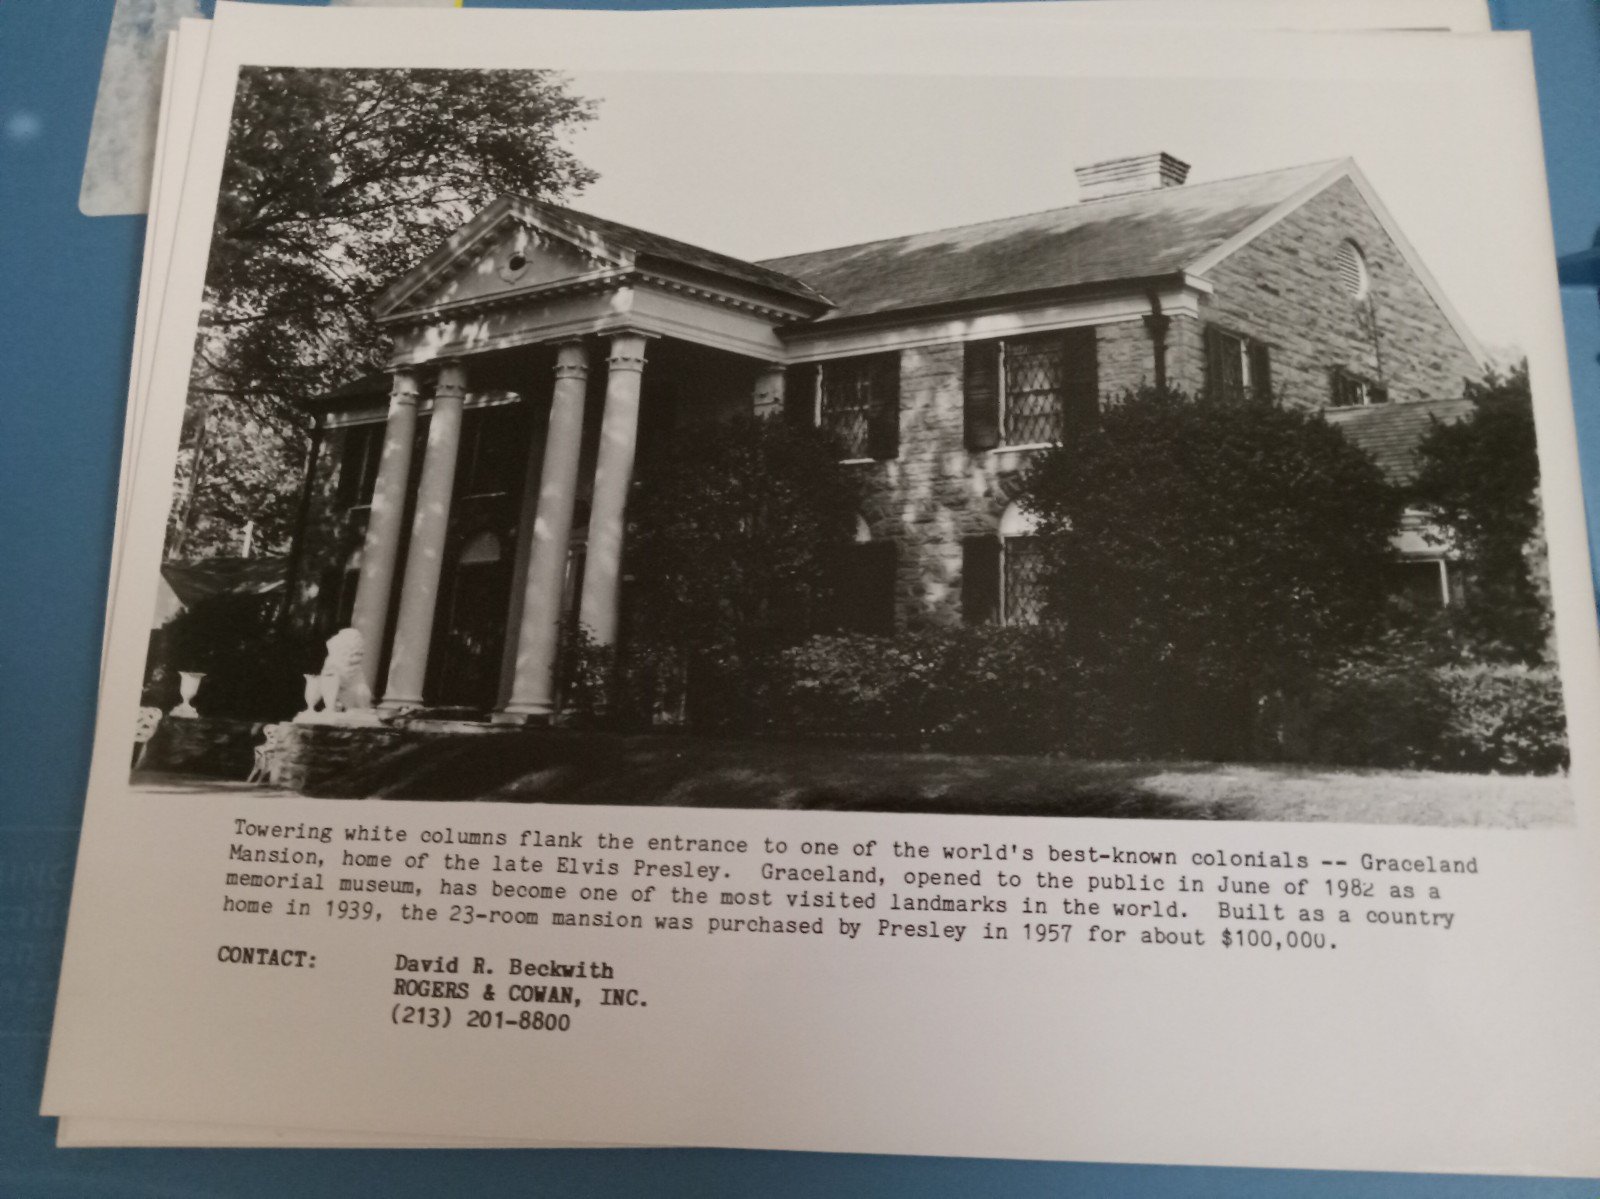 Towering white columns flank the entrance to one of the world's best-known colonials -- Graceland
Mansion, home of the late Elvis Presley. Graceland, opened to the public in June of 1982 as a
memorial museum, has become one of the most visited landmarks in the world. Built as a country
home in 1939, the 23-room mansion was purchased by Presley in 1957 for about $100,000.
CONTACT: David R. Beckwith
ROGERS & COWAN, INC.
(213) 201-8800